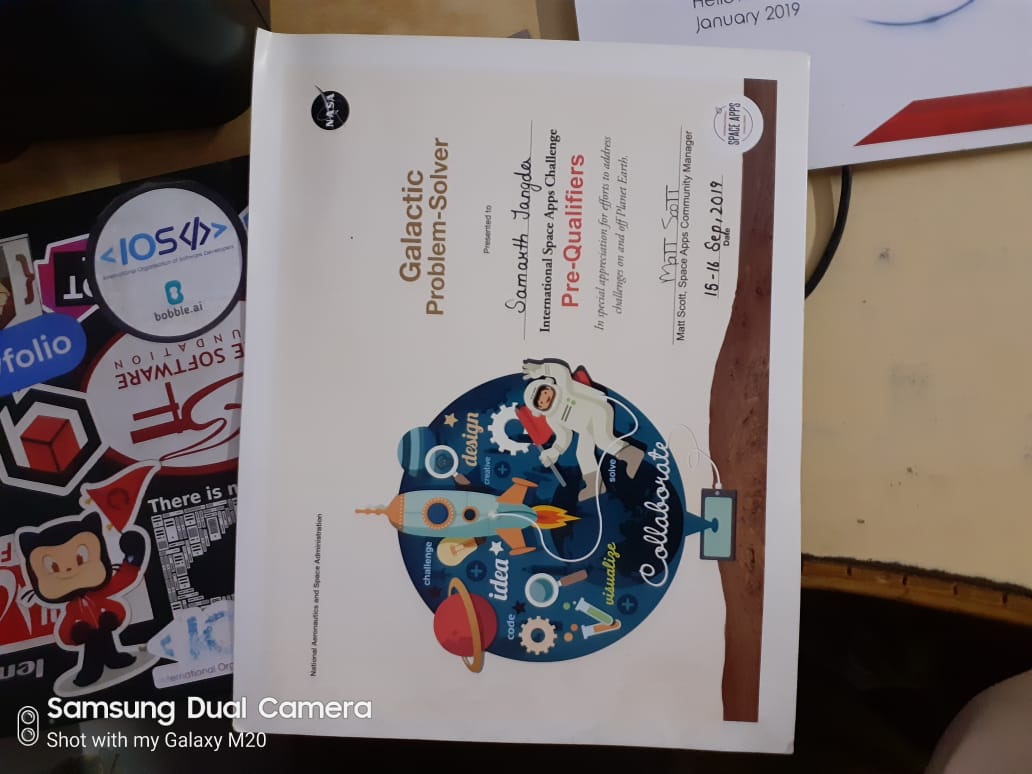 National Aeronautics and Space Administration
NASA
Galactic
Problem-Solver
Presented to
Samarth Jangda
International Space Apps Challenge
Pre-Qualifiers
In special appreciation for efforts to address
challenges on and off Planet Earth.
Matt Scott
Matt Scott, Space Apps Community Manager
15-16 Sep, 2019
Date
SPACE APPS
challenge
idea
code
design
creative
solve
visualize
Collaborate
January 2019
<IOS</>
International Organisation of Software Developers
bobble.ai
folio
SOFTWARE
There is
Samsung Dual Camera
Shot with my Galaxy M20